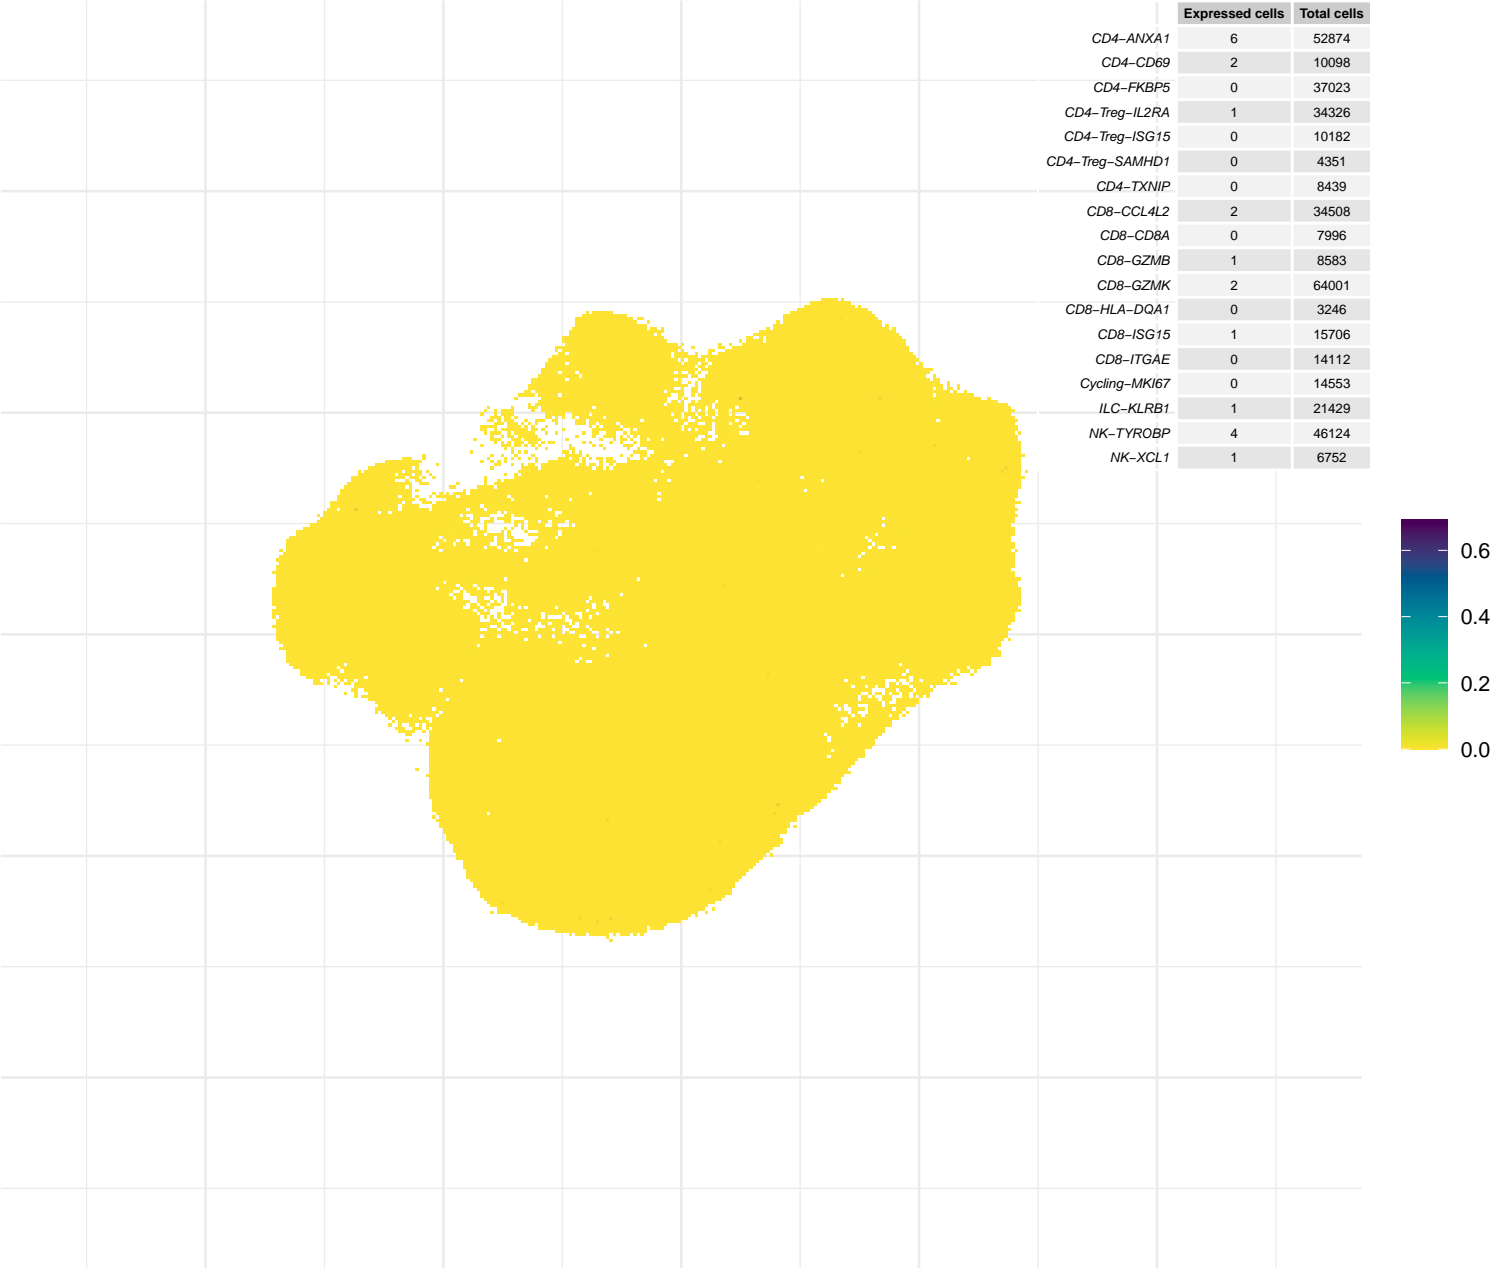 Expressed cells Total cells
CD4−ANXA1 6 52874
CD4−CD69 2 10098
CD4−FKBP5 0 37023
CD4−Treg−IL2RA 1 34326
CD4−Treg−ISG15 0 10182
CD4−Treg−SAMHD1 0 4351
CD4−TXNIP 0 8439
CD8−CCL4L2 2 34508
CD8−CD8A 0 7996
CD8−GZMB 1 8583
CD8−GZMK 2 64001
CD8−HLA−DQA1 0 3246
CD8−ISG15 1 15706
CD8−ITGAE 0 14112
Cycling−MKI67 0 14553
ILC−KLRB1 1 21429
NK−TYROBP 4 46124
NK−XCL1 1 6752
0.6
0.4
0.2
0.0